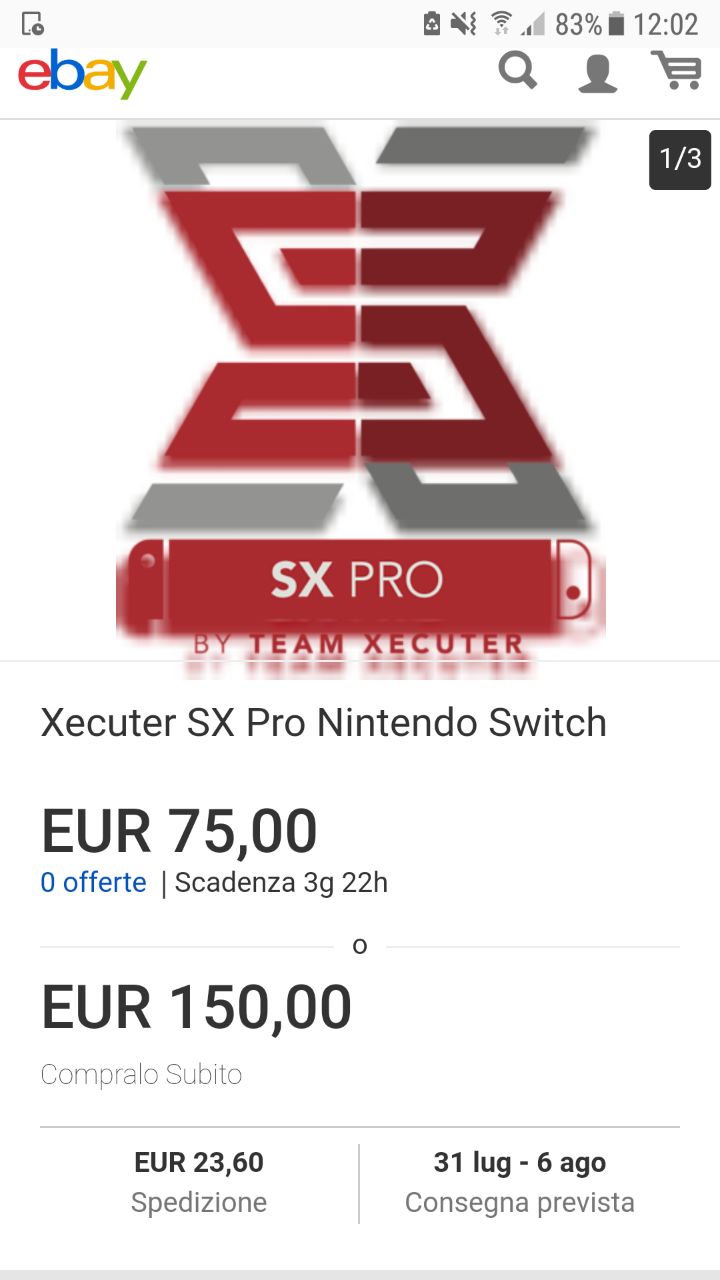 83% 12:02
ebay
1/3
SX PRO
BY TEAM XECUTER
Xecuter SX Pro Nintendo Switch
EUR 75,00
0 offerte | Scadenza 3g 22h
o
EUR 150,00
Compralo Subito
EUR 23,60
Spedizione
31 lug - 6 ago
Consegna prevista